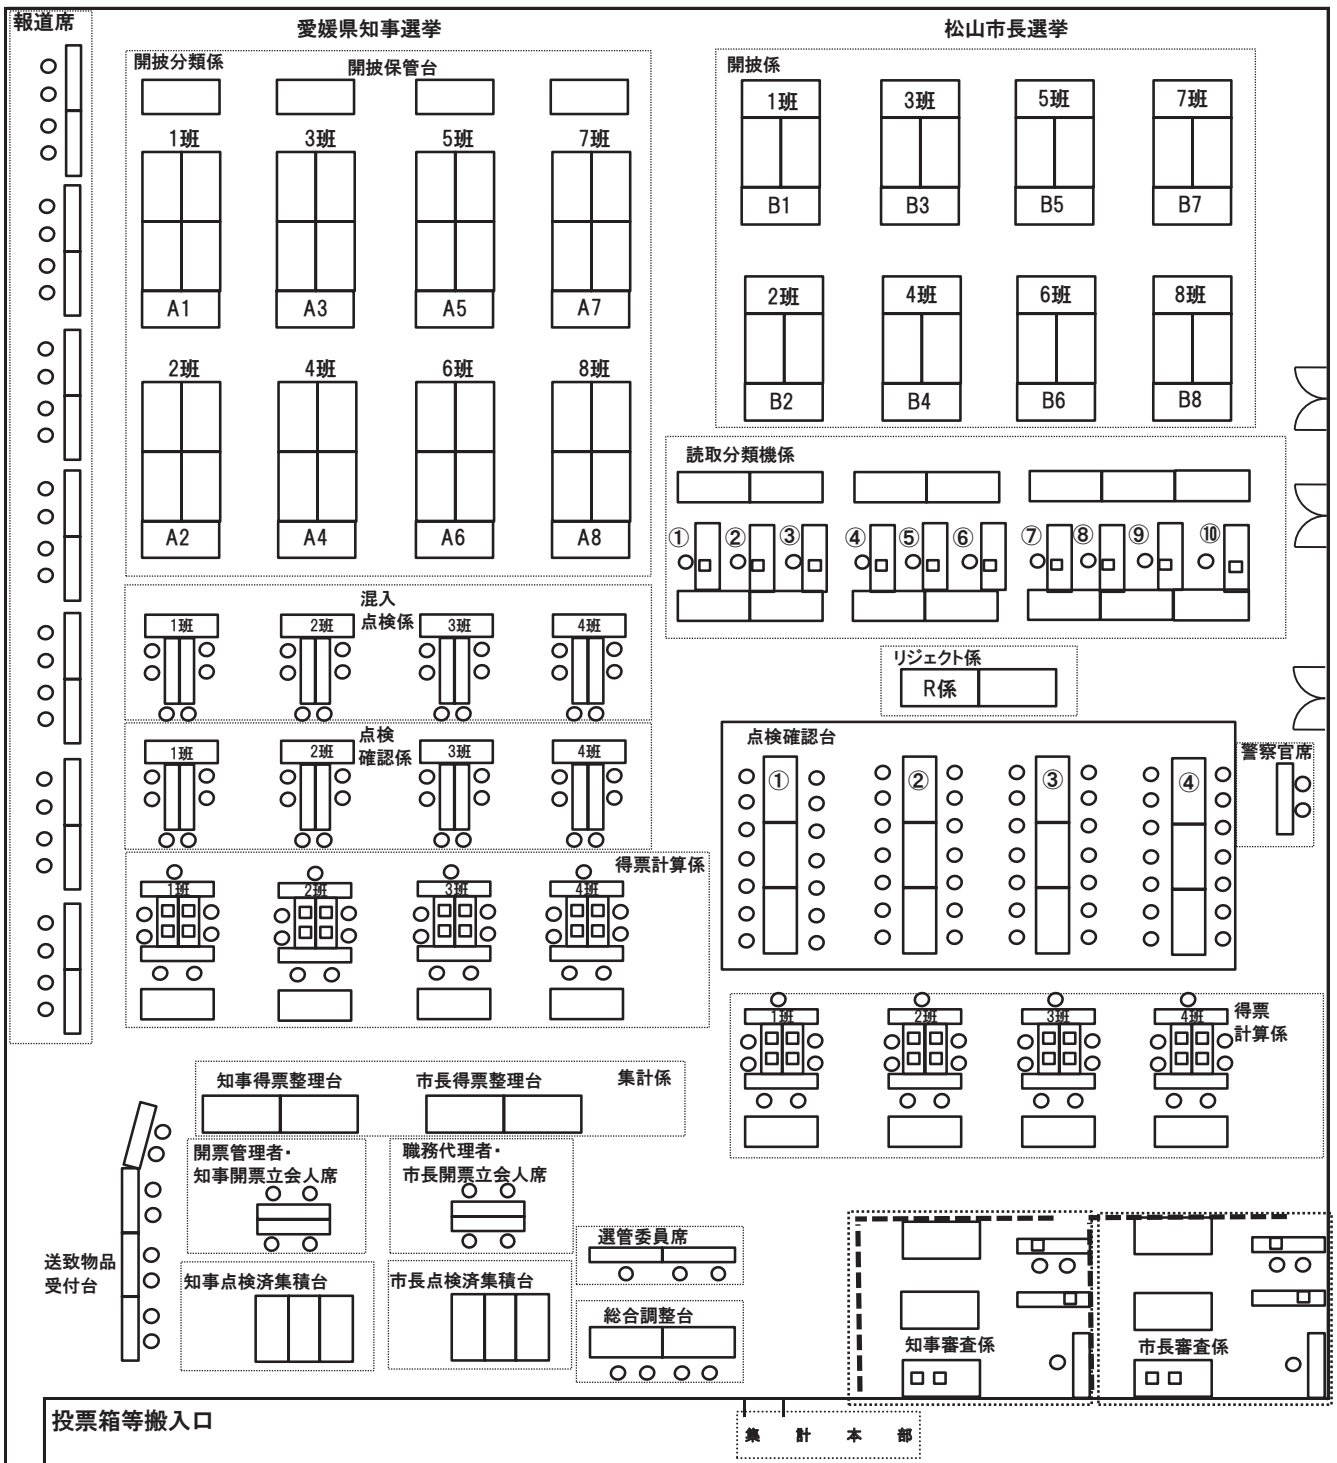 報道席
愛媛県知事選挙
松山市長選挙
開披分類係
開披保管台
1班
3班
5班
7班
A1
A3
A5
A7
2班
4班
6班
8班
A2
A4
A6
A8
開披係
1班
3班
5班
7班
B1
B3
B5
B7
2班
4班
6班
8班
B2
B4
B6
B8
読取分類機係
①
②
③
④
⑤
⑥
⑦
⑧
⑨
⑩
混入
点検係
1班
2班
3班
4班
リジェクト係
R係
点検
確認係
1班
2班
3班
4班
点検確認台
①
②
③
④
警察官席
得票計算係
1班
2班
3班
4班
得票
計算係
1班
2班
3班
4班
知事得票整理台
市長得票整理台
集計係
開票管理者・
知事開票立会人席
職務代理者・
市長開票立会人席
送致物品
受付台
選管委員席
知事点検済集積台
市長点検済集積台
総合調整台
知事審査係
市長審査係
投票箱等搬入口
集計本部